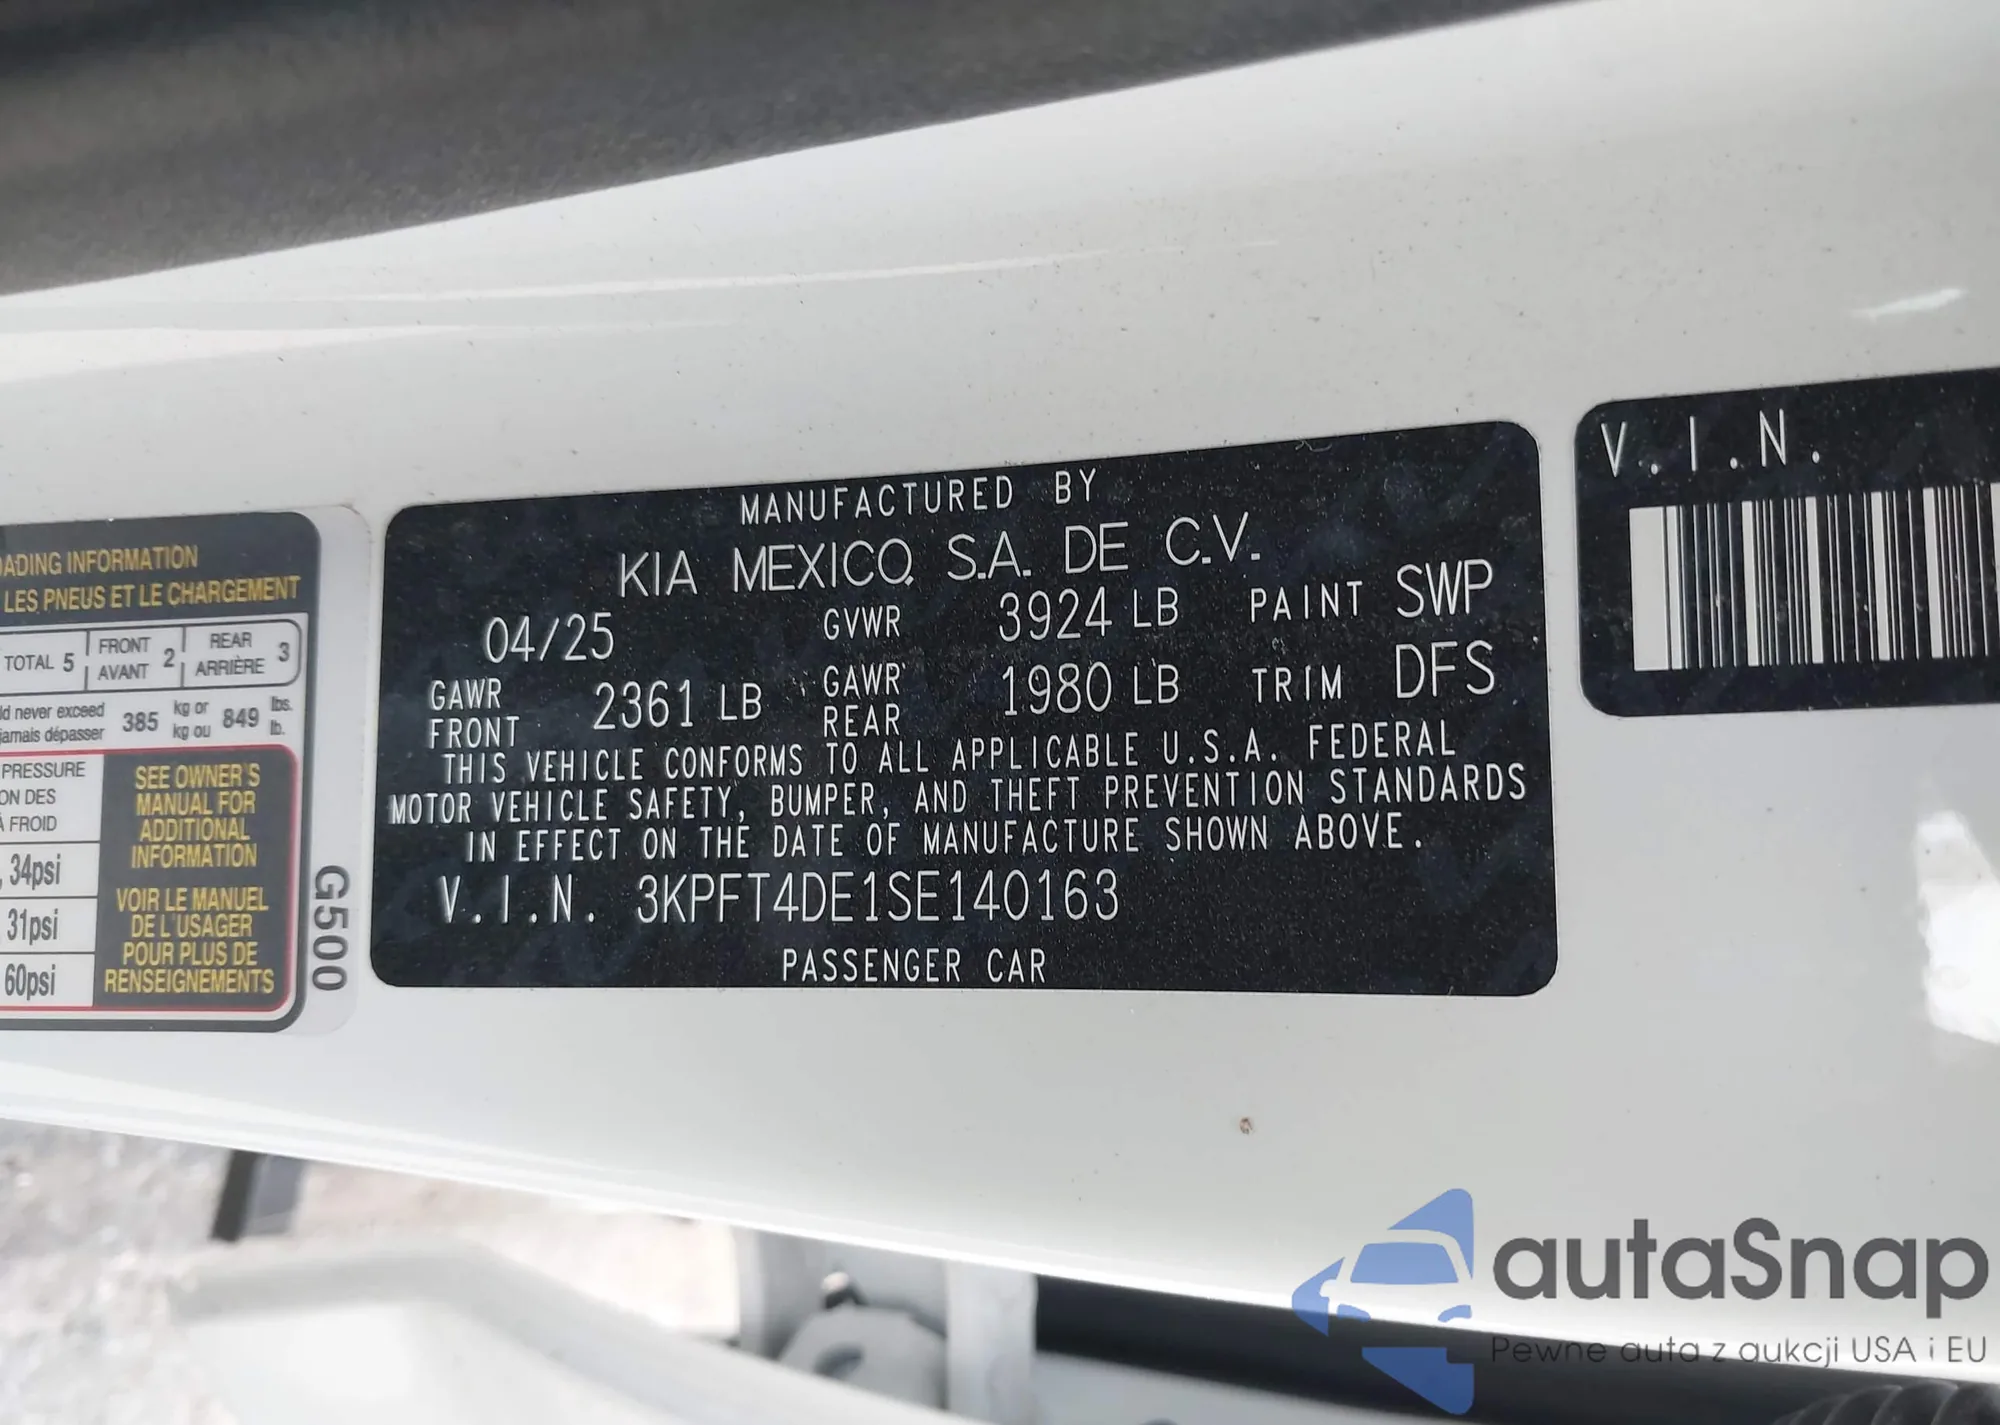 ADING INFORMATION
LES PNEUS ET LE CHARGEMENT
TOTAL 5 FRONT AVANT 2 REAR ARRIÈRE 3
ld never exceed 385 kg or 849 lbs.
jamais dépasser kg ou lb.
PRESSURE
ON DES
À FROID
34psi
31psi
60psi
SEE OWNER'S
MANUAL FOR
ADDITIONAL
INFORMATION
VOIR LE MANUEL
DE L'USAGER
POUR PLUS DE
RENSEIGNEMENTS
G500
MANUFACTURED BY
KIA MEXICO, S.A. DE C.V.
04/25 GVWR 3924 LB PAINT SWP
GAWR FRONT 2361 LB GAWR REAR 1980 LB TRIM DFS
THIS VEHICLE CONFORMS TO ALL APPLICABLE U.S.A. FEDERAL
MOTOR VEHICLE SAFETY, BUMPER, AND THEFT PREVENTION STANDARDS
IN EFFECT ON THE DATE OF MANUFACTURE SHOWN ABOVE.
V.I.N. 3KPFT4DE1SE140163
PASSENGER CAR
V.I.N.
autaSnap
Pewne auta z aukcji USA i EU